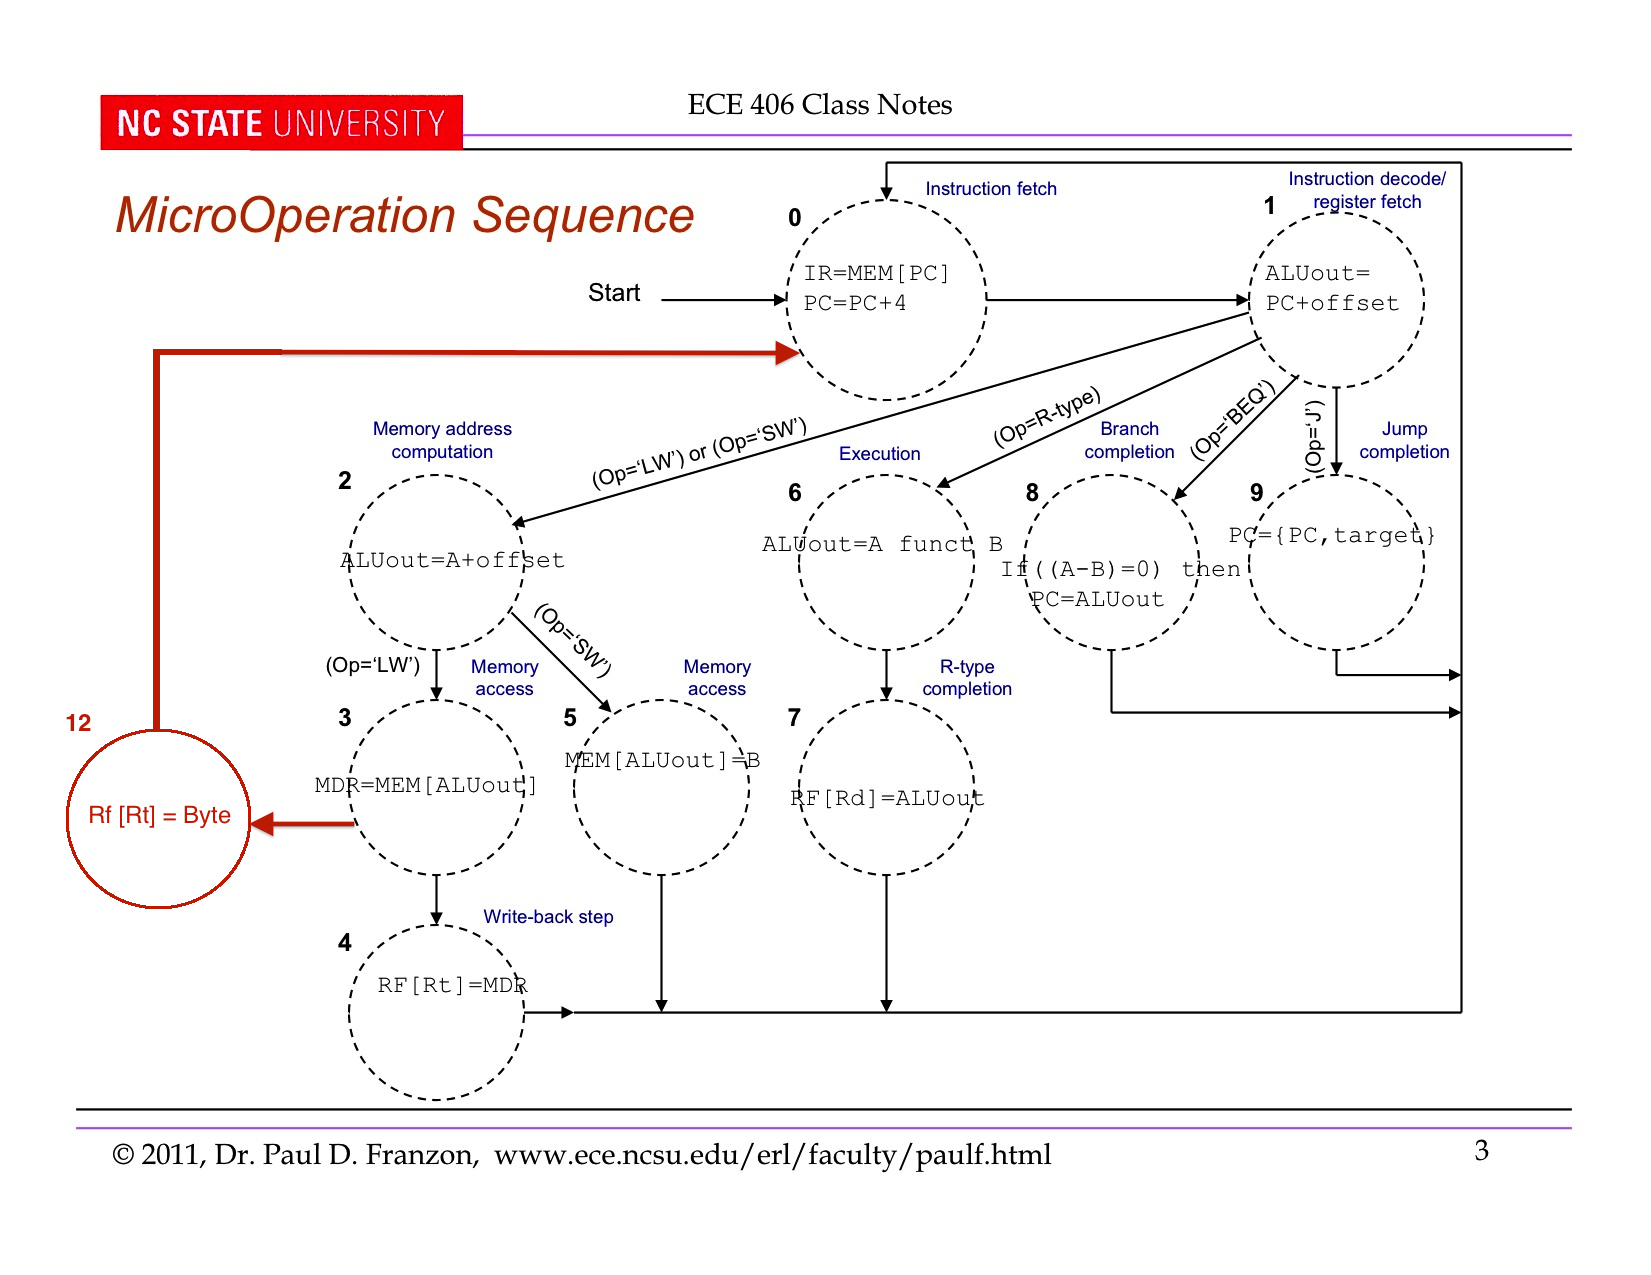 ECE 406 Class Notes
NC STATE UNIVERSITY
MicroOperation Sequence
Instruction fetch
Instruction decode/
register fetch
0
1
IR=MEM[PC]
PC=PC+4
ALUout=
PC+offset
Start
(Op=‘LW’) or (Op=‘SW’)
(Op=R-type)
(Op=‘BEQ’)
(Op=‘J’)
Memory address
computation
Execution
Branch
completion
Jump
completion
2
6
8
9
ALUout=A+offset
ALUout=A funct B
If((A-B)=0) then
PC=ALUout
PC={PC,target}
(Op=‘LW’)
(Op=‘SW’)
Memory
access
Memory
access
R-type
completion
12
3
5
7
Rf [Rt] = Byte
MDR=MEM[ALUout]
MEM[ALUout]=B
RF[Rd]=ALUout
Write-back step
4
RF[Rt]=MDR
© 2011, Dr. Paul D. Franzon, www.ece.ncsu.edu/erl/faculty/paulf.html
3